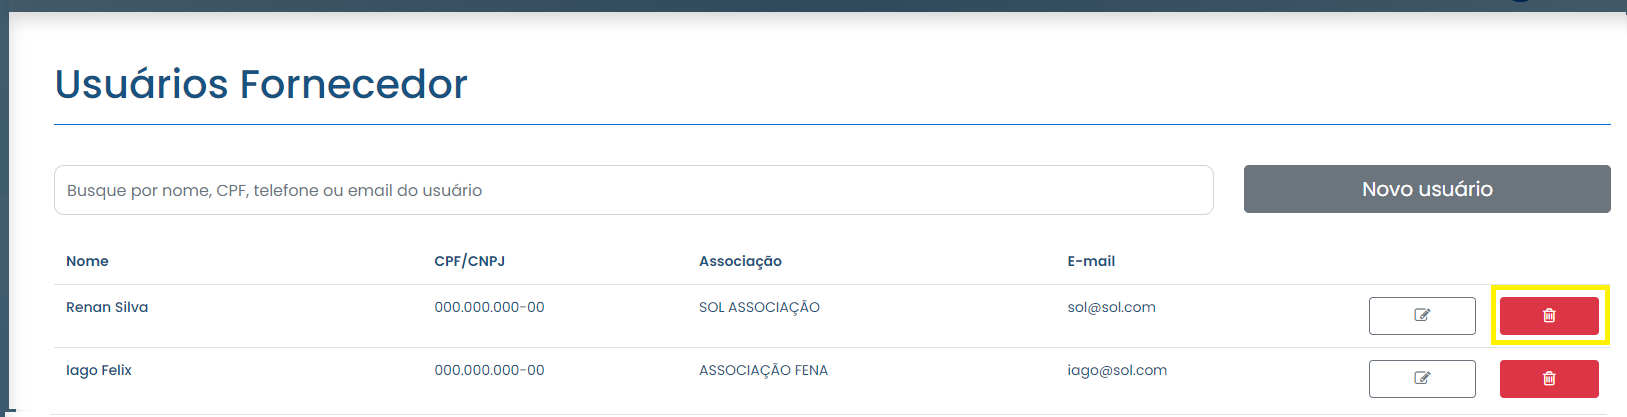 Usuários Fornecedor
Busque por nome, CPF, telefone ou email do usuário
Novo usuário
Nome CPF/CNPJ Associação E-mail
Renan Silva 000.000.000-00 SOL ASSOCIAÇÃO sol@sol.com
Iago Felix 000.000.000-00 ASSOCIAÇÃO FENA iago@sol.com